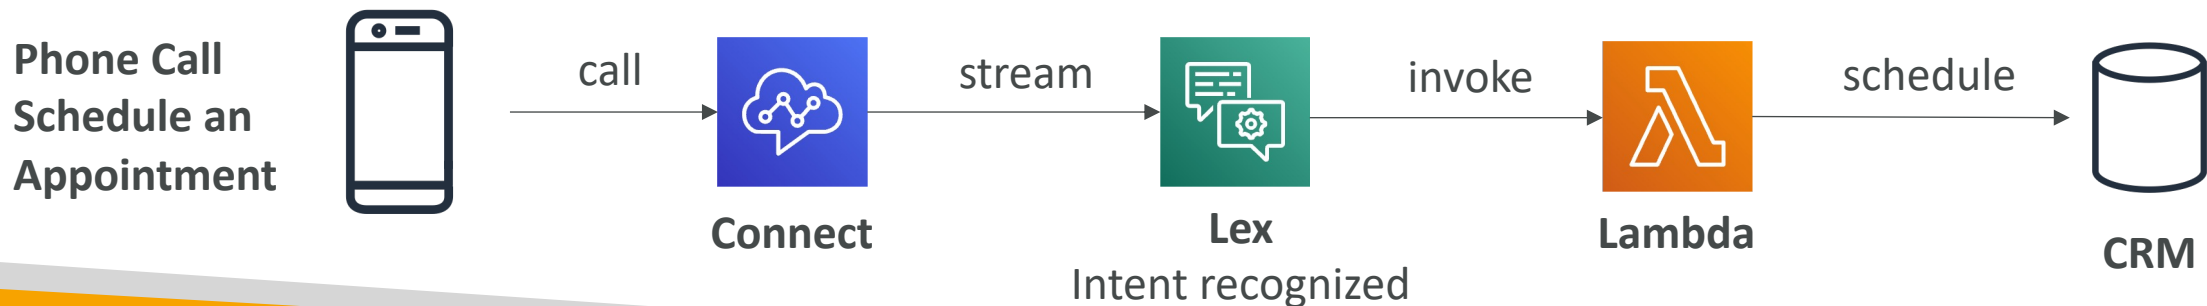 Phone Call
Schedule an
Appointment
call
stream
invoke
schedule
Connect
Lex
Intent recognized
Lambda
CRM